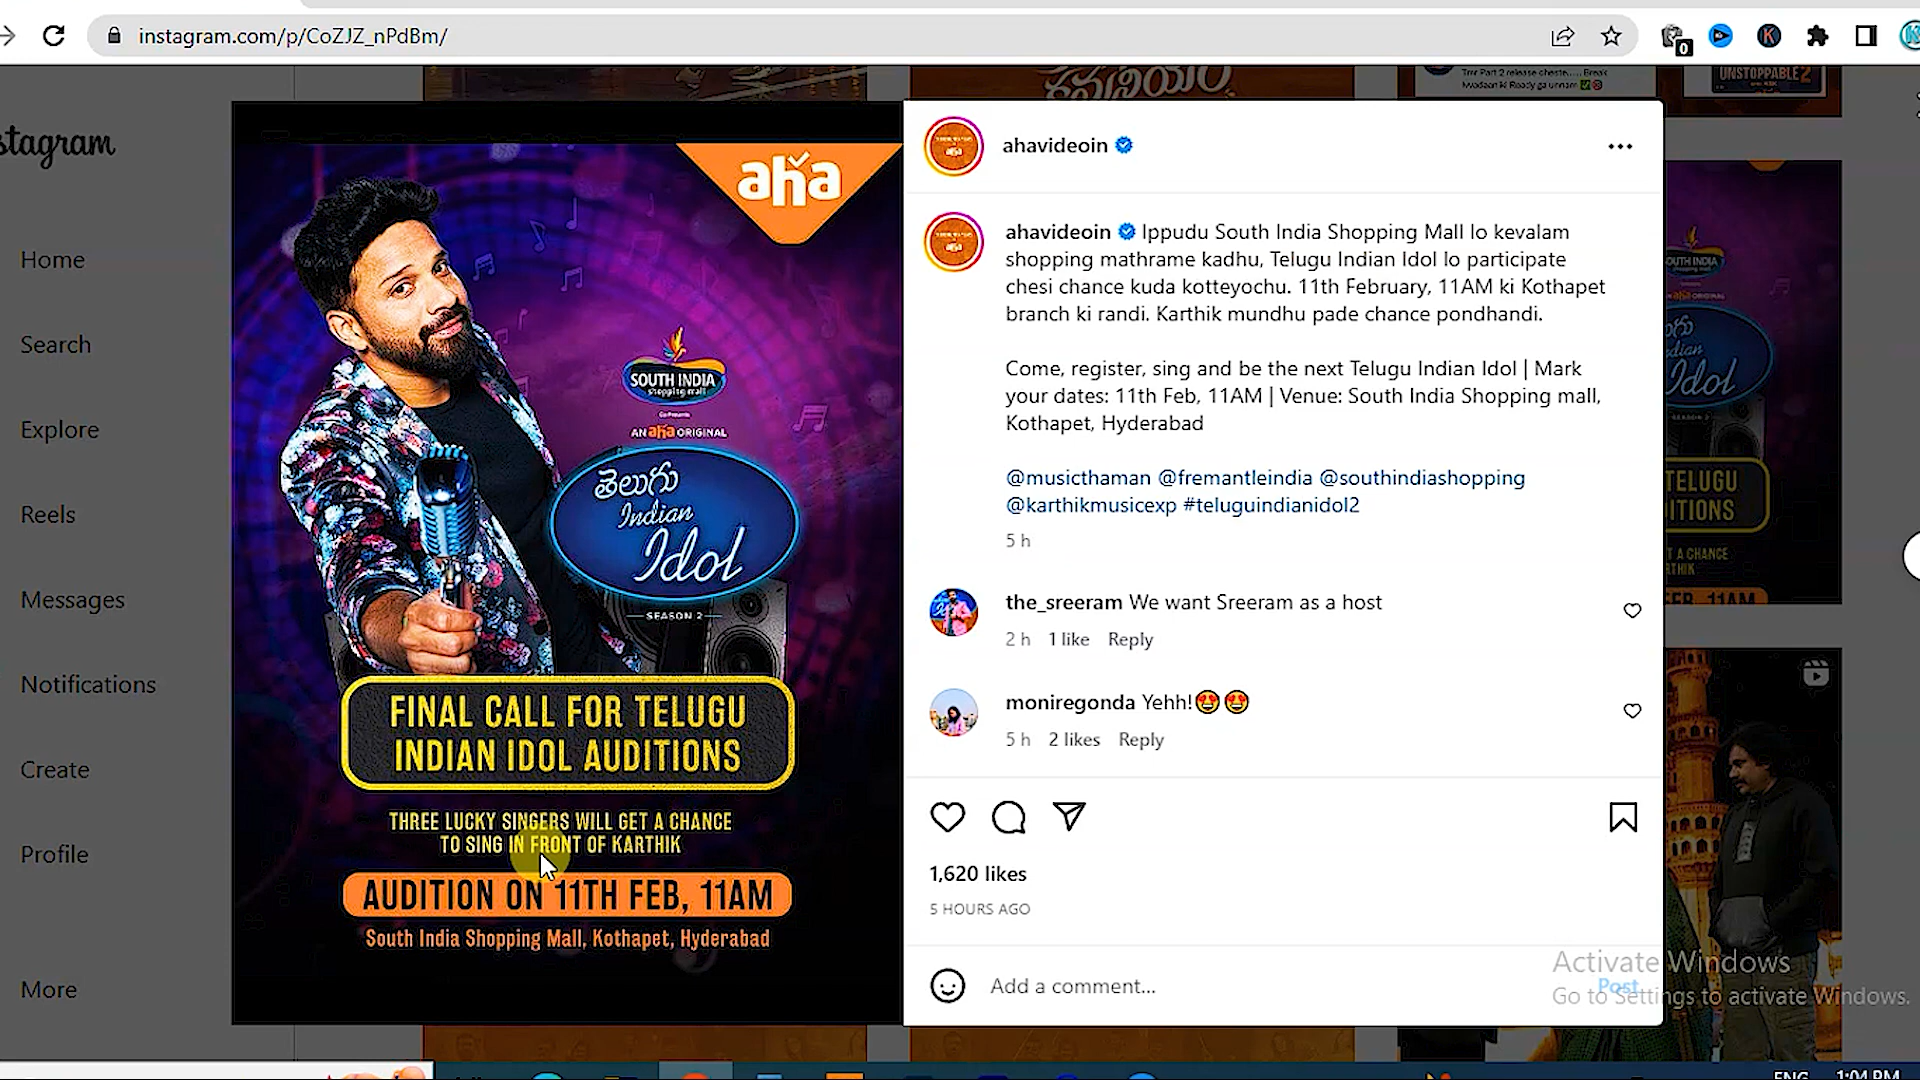 instagram.com/p/CoZJZ_nPdBm/
0
stagram
Home
Search
Explore
Reels
Messages
Notifications
Create
Profile
More
aha
SOUTH INDIA
shopping mall
AN aha ORIGINAL
తెలుగు
Indian
Idol
SEASON 2
FINAL CALL FOR TELUGU
INDIAN IDOL AUDITIONS
THREE LUCKY SINGERS WILL GET A CHANCE
TO SING IN FRONT OF KARTHIK
AUDITION ON 11TH FEB, 11AM
South India Shopping Mall, Kothapet, Hyderabad
UNSTOPPABLE 2
ahavideoin
ahavideoin Ippudu South India Shopping Mall lo kevalam
shopping mathrame kadhu, Telugu Indian Idol lo participate
chesi chance kuda kotteyochu. 11th February, 11AM ki Kothapet
branch ki randi. Karthik mundhu pade chance pondhandi.
Come, register, sing and be the next Telugu Indian Idol | Mark
your dates: 11th Feb, 11AM | Venue: South India Shopping mall,
Kothapet, Hyderabad
@musicthaman @fremantleindia @southindiashopping
@karthikmusicexp #teluguindianidol2
5 h
the_sreeram We want Sreeram as a host
2 h 1 like Reply
moniregonda Yehh!😍😍
5 h 2 likes Reply
1,620 likes
5 HOURS AGO
Add a comment...
Post
Activate Windows
Go to Settings to activate Windows.
ENG 1:04 PM